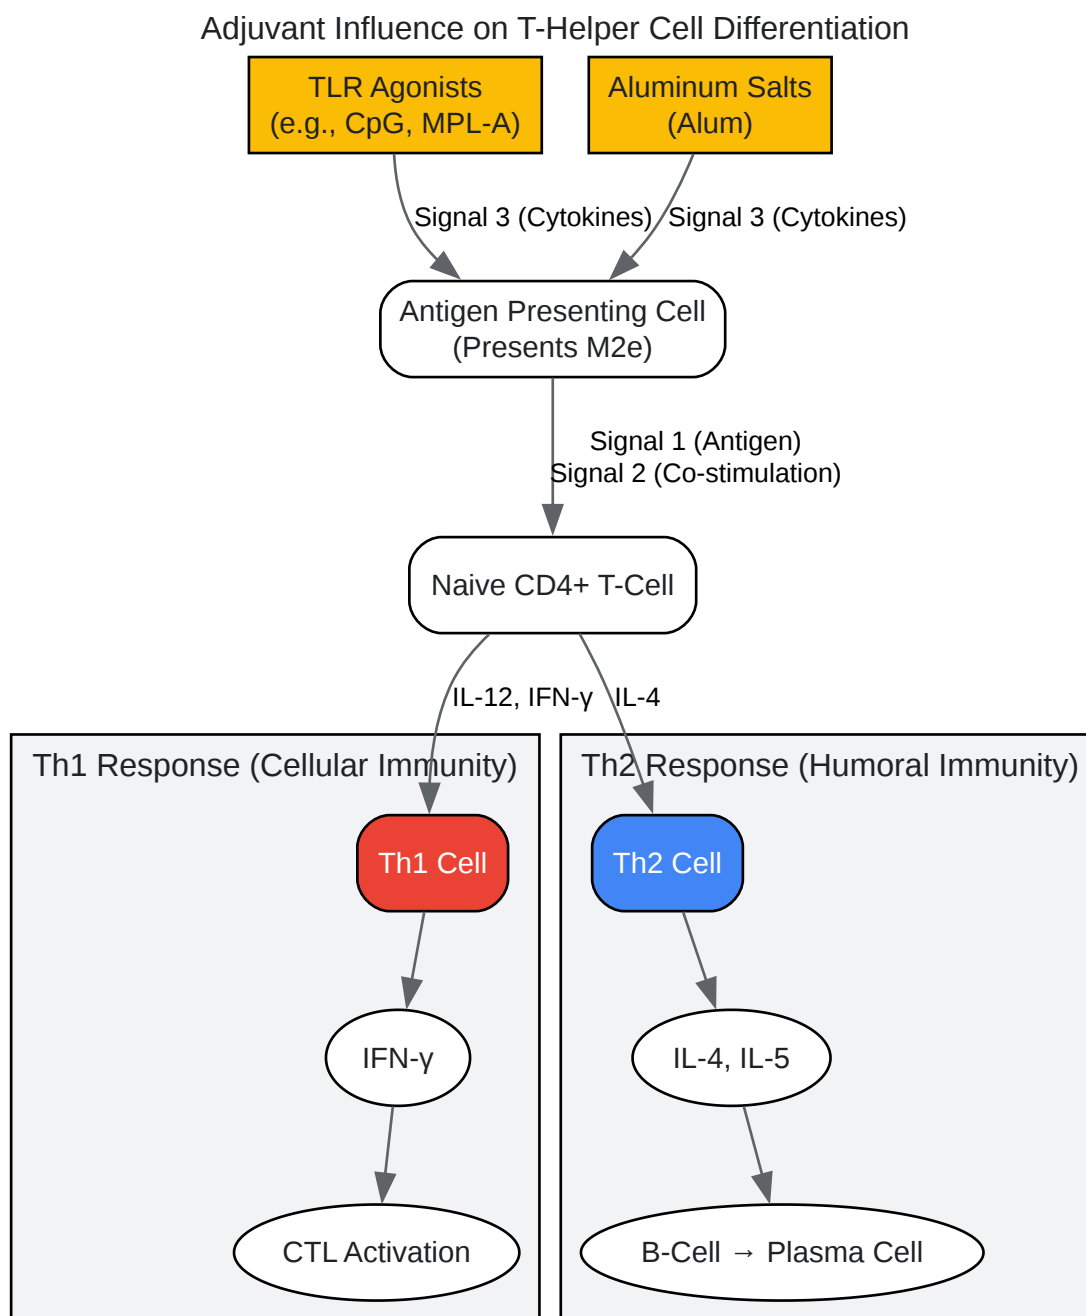 Adjuvant Influence on T-Helper Cell Differentiation
TLR Agonists
(e.g., CpG, MPL-A)
Aluminum Salts
(Alum)
Signal 3 (Cytokines)
Signal 3 (Cytokines)
Antigen Presenting Cell
(Presents M2e)
Signal 1 (Antigen)
Signal 2 (Co-stimulation)
Naive CD4+ T-Cell
IL-12, IFN-γ
IL-4
Th1 Response (Cellular Immunity)
Th2 Response (Humoral Immunity)
Th1 Cell
Th2 Cell
IFN-γ
IL-4, IL-5
CTL Activation
B-Cell → Plasma Cell